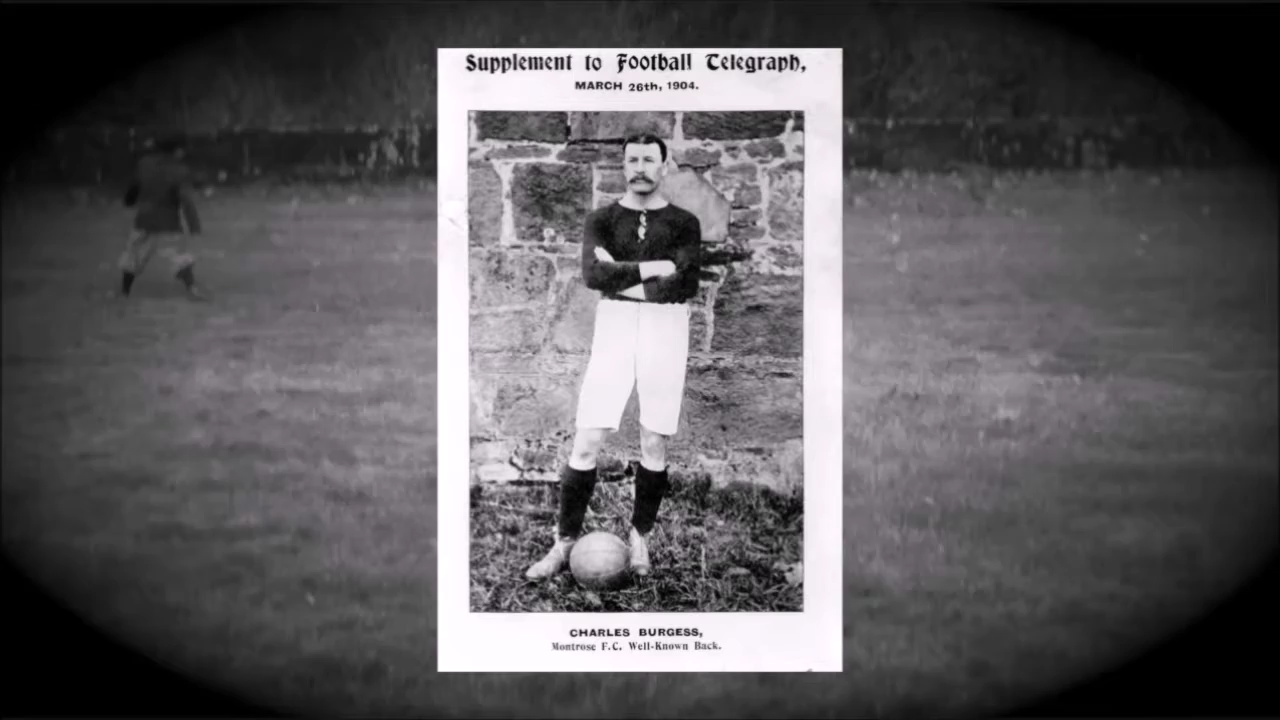 Supplement to Football Telegraph,
MARCH 26th, 1904.
CHARLES BURGESS,
Montrose F.C. Well-Known Back.